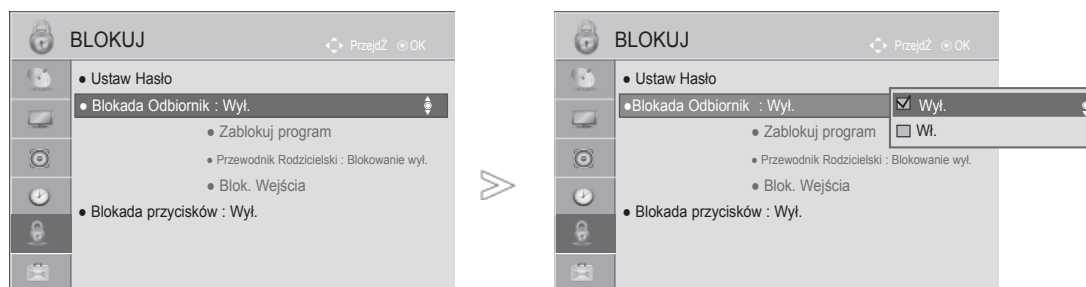 BLOKUJ
PrzejdŹ OK
● Ustaw Hasło
● Blokada Odbiornik : Wył.
● Zablokuj program
● Przewodnik Rodzicielski : Blokowanie wył.
● Blok. Wejścia
● Blokada przycisków : Wył.
BLOKUJ
PrzejdŹ OK
● Ustaw Hasło
●Blokada Odbiornik : Wył.
Wył.
Wł.
● Zablokuj program
● Przewodnik Rodzicielski : Blokowanie wył.
● Blok. Wejścia
● Blokada przycisków : Wył.